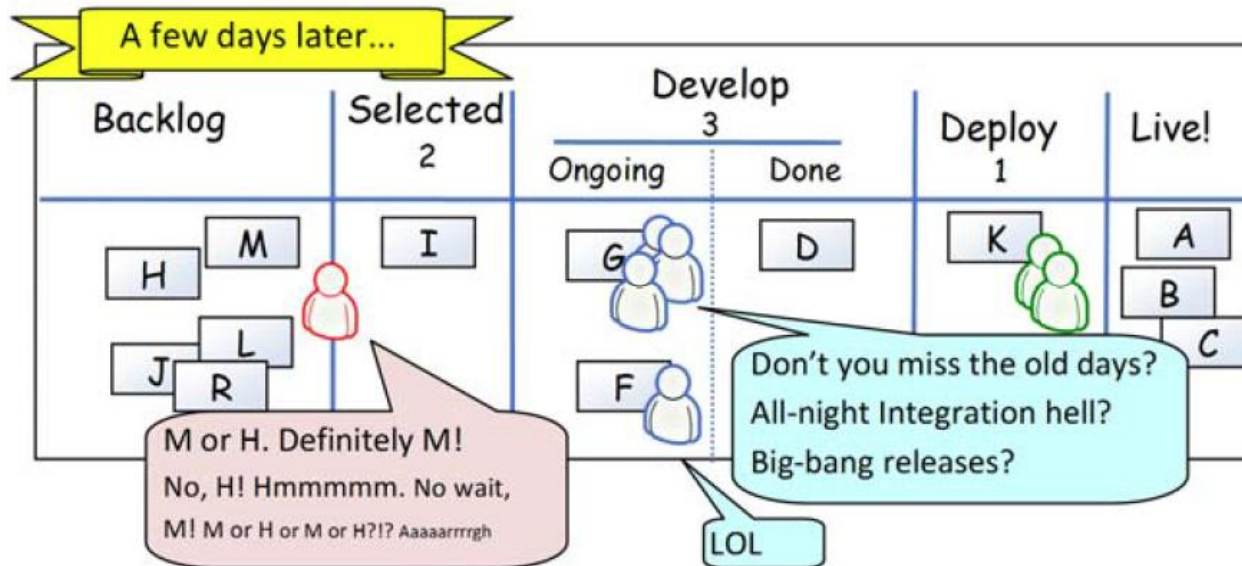 A few days later...
Backlog
Selected
2
Develop
3
Ongoing
Done
Deploy
1
Live!
M
H
J
L
R
I
G
F
D
K
A
B
C
M or H. Definitely M!
No, H! Hmmmmm. No wait,
M! M or H or M or H?!? Aaaaarrrrgh
Don't you miss the old days?
All-night Integration hell?
Big-bang releases?
LOL